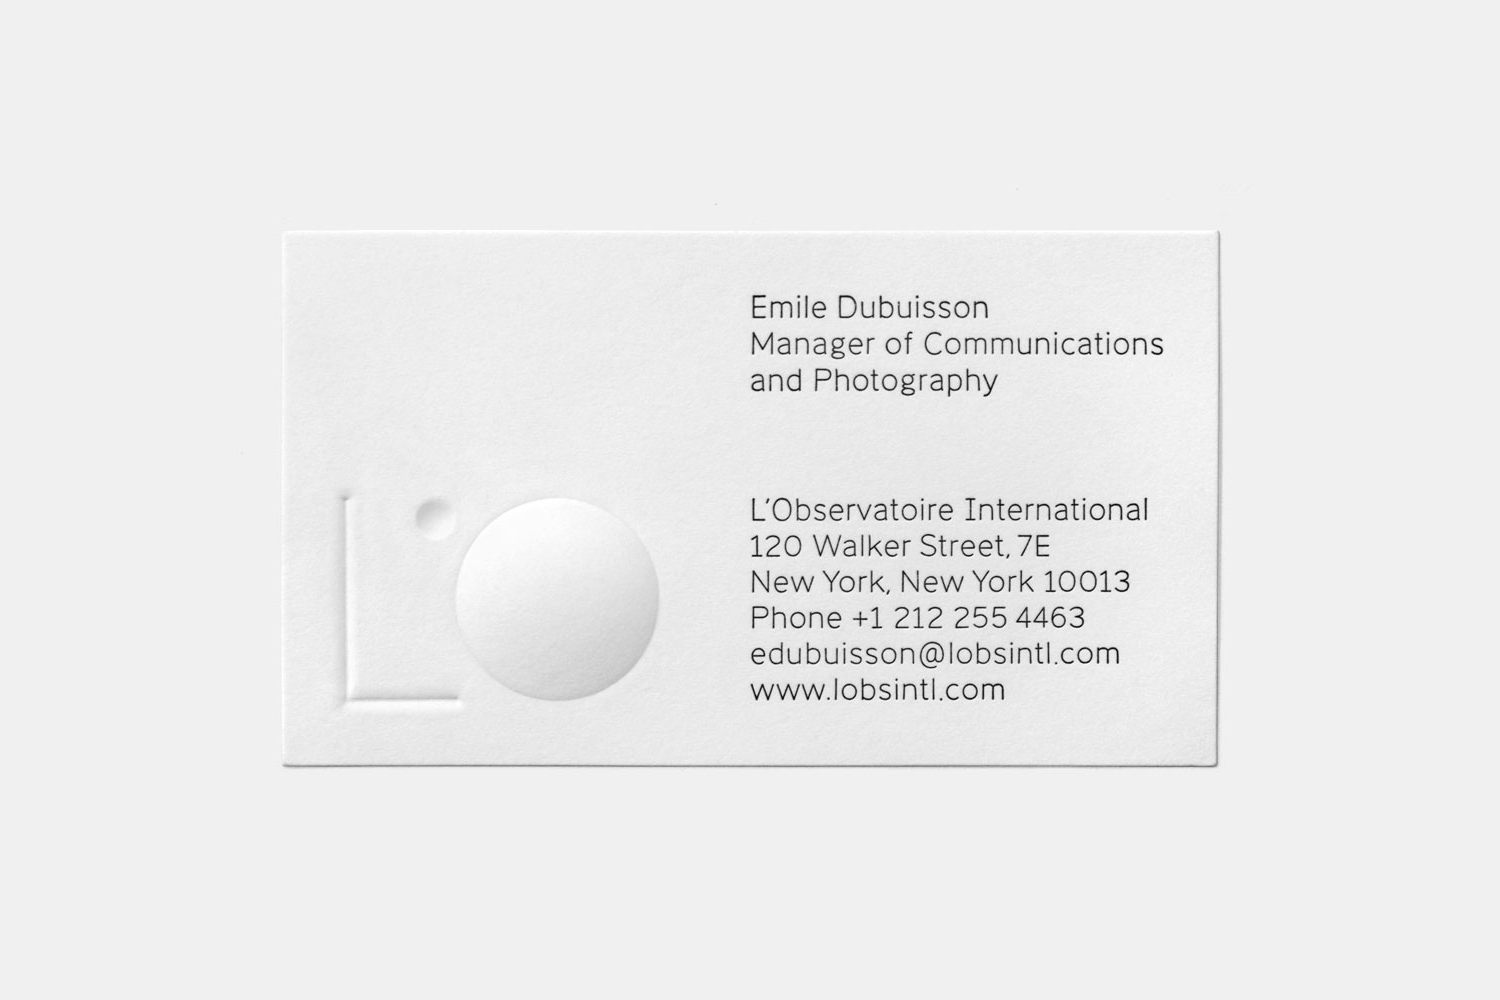 Emile Dubuisson
Manager of Communications
and Photography
L'O
L’Observatoire International
120 Walker Street, 7E
New York, New York 10013
Phone +1 212 255 4463
edubuisson@lobsintl.com
www.lobsintl.com